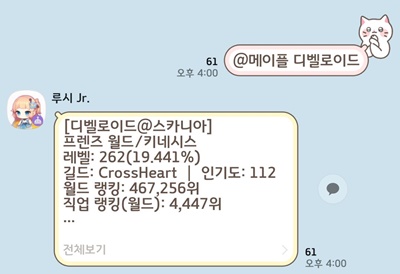 @메이플 디벨로이드
61
오후 4:00
루시 Jr.
[디벨로이드@스카니아]
프렌즈 월드/키네시스
레벨: 262(19.441%)
길드: CrossHeart | 인기도: 112
월드 랭킹: 467,256위
직업 랭킹(월드): 4,447위
...
전체보기
61
오후 4:00